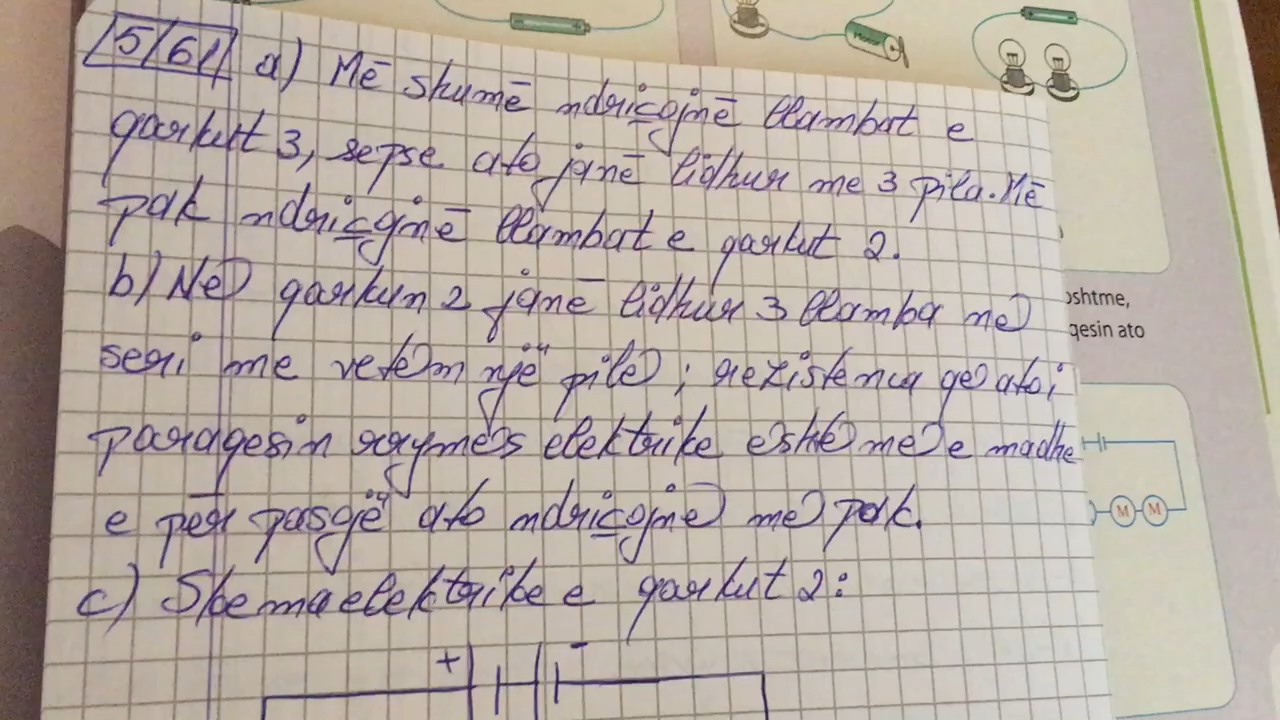 5/61 a) Më shumë ndriçojnë llambat e
qarkut 3, sepse ato janë lidhur me 3 pila. Më
pak ndriçojnë llambat e qarkut 2.
b) Në qarkun 2 janë lidhur 3 llamba në
seri me vetëm një pilë; rezistenca që ato i
paraqesin rrymës elektrike është më e madhe
e për pasojë ato ndriçojnë më pak.
c) Skema elektrike e qarkut 2:
+ -
Motor
oshtme,
qesin ato
M M